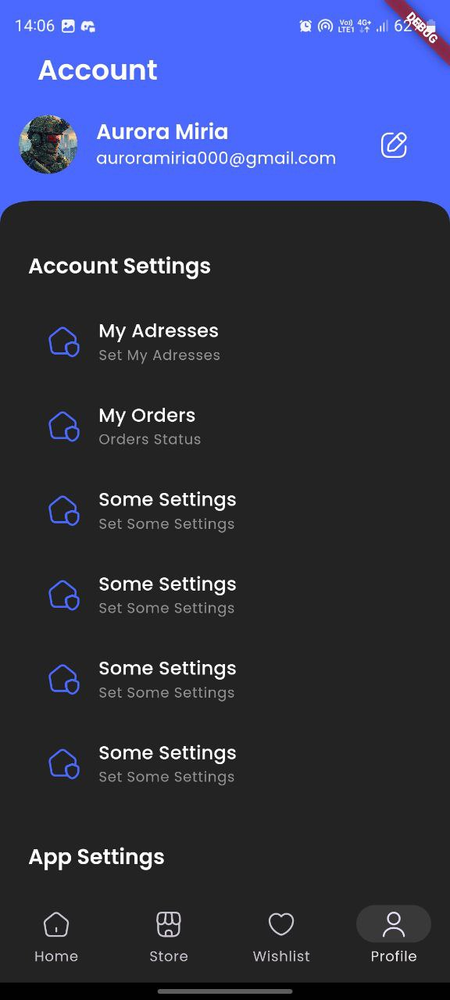 14:06
Vo)) 4G+
LTE1
DEBUG
Account
Aurora Miria
auroramiria000@gmail.com
Account Settings
My Adresses
Set My Adresses
My Orders
Orders Status
Some Settings
Set Some Settings
Some Settings
Set Some Settings
Some Settings
Set Some Settings
Some Settings
Set Some Settings
App Settings
Home Store Wishlist Profile